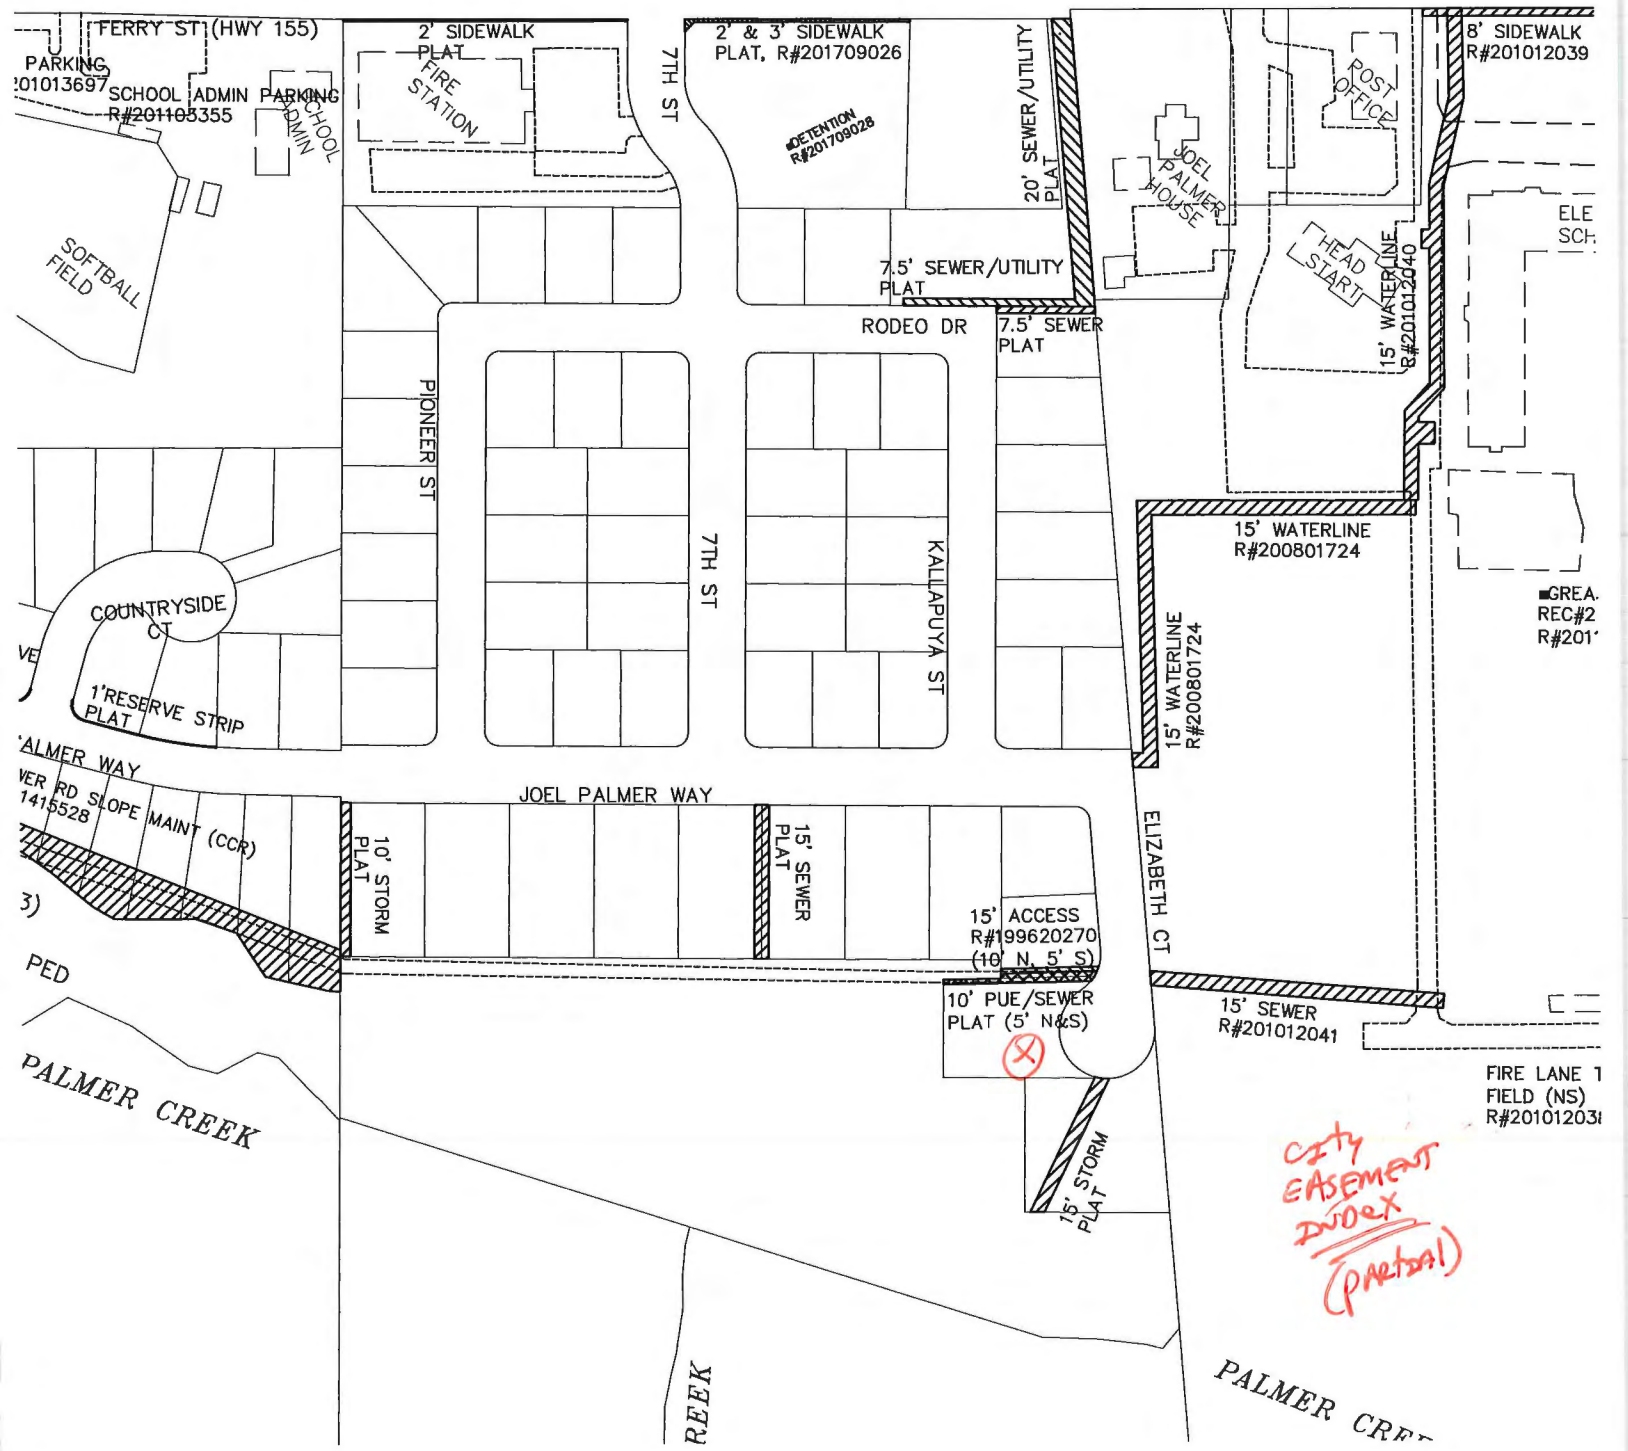 FERRY ST (HWY 155)
PARKING
201013697
SCHOOL ADMIN PARKING
R#201103355
SCHOOL
ADMIN
2' SIDEWALK
PLAT
FIRE
STATION
7TH ST
2' & 3' SIDEWALK
PLAT, R#201709026
DETENTION
R#201709028
20' SEWER/UTILITY
PLAT
JOEL
PALMER
HOUSE
POST
OFFICE
8' SIDEWALK
R#201012039
HEAD
START
15' WATERLINE
R#201012040
ELE
SCH
SOFTBALL
FIELD
7.5' SEWER/UTILITY
PLAT
RODEO DR
7.5' SEWER
PLAT
PIONEER ST
7TH ST
KALLAPUYA ST
15' WATERLINE
R#200801724
15' WATERLINE
R#200801724
GREA
REC#2
R#201
COUNTRYSIDE
CT
VE
1'RESERVE STRIP
PLAT
ALMER WAY
WER RD SLOPE MAINT (CCR)
1415528
JOEL PALMER WAY
10' STORM
PLAT
15' SEWER
PLAT
ELIZABETH CT
15' ACCESS
R#199620270
(10' N, 5' S)
10' PUE/SEWER
PLAT (5' N&S)
X
15' SEWER
R#201012041
3)
PED
PALMER CREEK
15' STORM
PLAT
FIRE LANE T
FIELD (NS)
R#20101203
City
EASEMENT
INDEX
(PARTIAL)
REEK
PALMER CREE